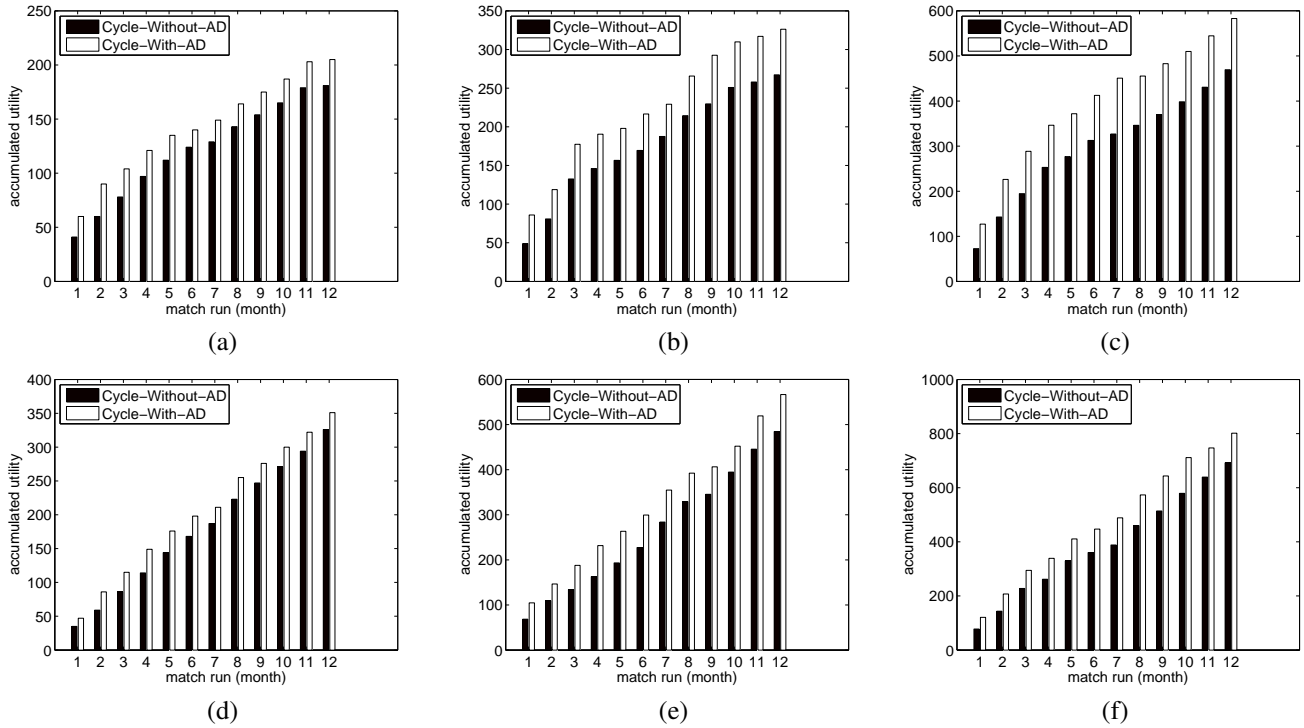 250
200
150
100
50
0
accumulated utility
Cycle-Without-AD
Cycle-With-AD
1 2 3 4 5 6 7 8 9 10 11 12
match run (month)
(a)
350
300
250
200
150
100
50
0
accumulated utility
Cycle-Without-AD
Cycle-With-AD
1 2 3 4 5 6 7 8 9 10 11 12
match run (month)
(b)
600
500
400
300
200
100
0
accumulated utility
Cycle-Without-AD
Cycle-With-AD
1 2 3 4 5 6 7 8 9 10 11 12
match run (month)
(c)
400
350
300
250
200
150
100
50
0
accumulated utility
Cycle-Without-AD
Cycle-With-AD
1 2 3 4 5 6 7 8 9 10 11 12
match run (month)
(d)
600
500
400
300
200
100
0
accumulated utility
Cycle-Without-AD
Cycle-With-AD
1 2 3 4 5 6 7 8 9 10 11 12
match run (month)
(e)
1000
800
600
400
200
0
accumulated utility
Cycle-Without-AD
Cycle-With-AD
1 2 3 4 5 6 7 8 9 10 11 12
match run (month)
(f)